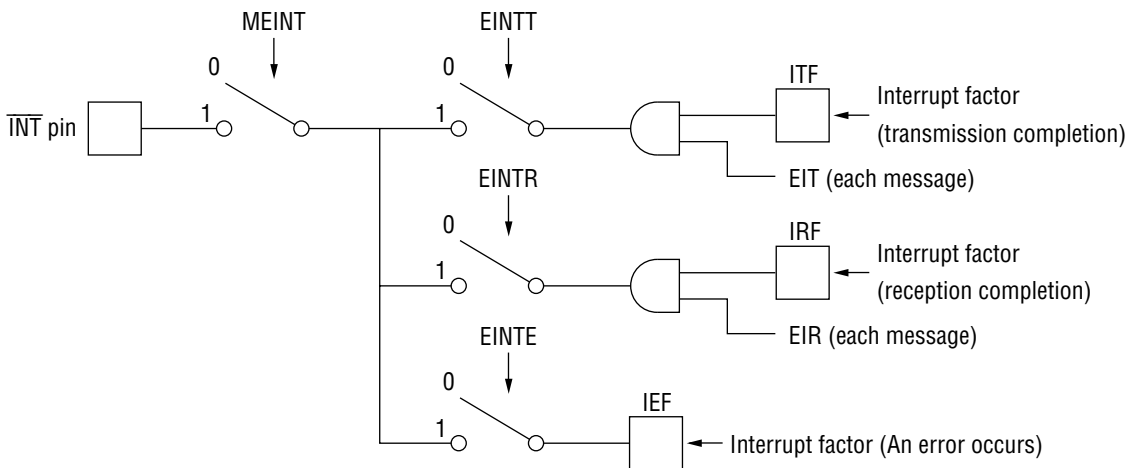 MEINT
EINTT
0
1
0
1
INT pin
ITF
Interrupt factor
(transmission completion)
EIT (each message)
EINTR
0
1
IRF
Interrupt factor
(reception completion)
EIR (each message)
EINTE
0
1
IEF
Interrupt factor (An error occurs)